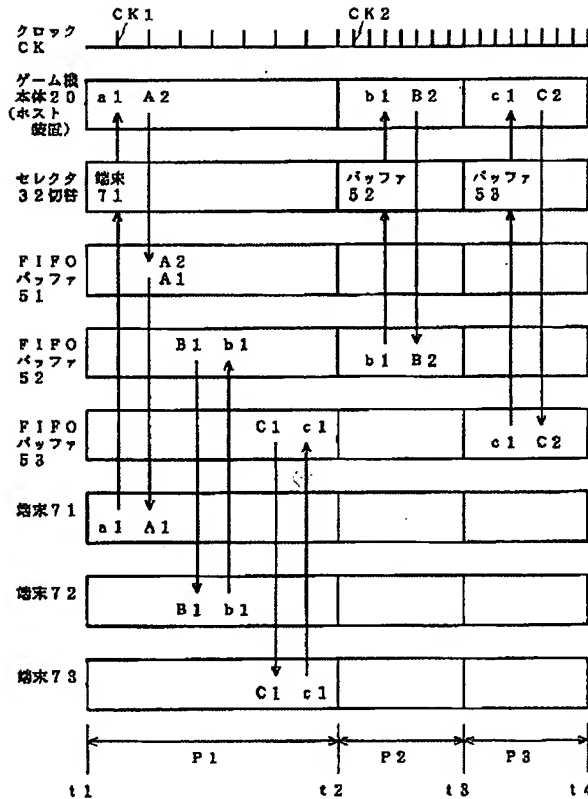 CK1
CK2
クロック
CK
ゲーム機
本体20
(ホスト
装置)
a1 A2
b1 B2
c1 C2
セレクタ
32切替
端末
71
バッファ
52
バッファ
53
FIFO
バッファ
51
A2
A1
FIFO
バッファ
52
B1 b1
b1 B2
FIFO
バッファ
53
C1 c1
c1 C2
端末71
a1 A1
端末72
B1 b1
端末73
C1 c1
P1
P2
P3
t1
t2
t3
t4